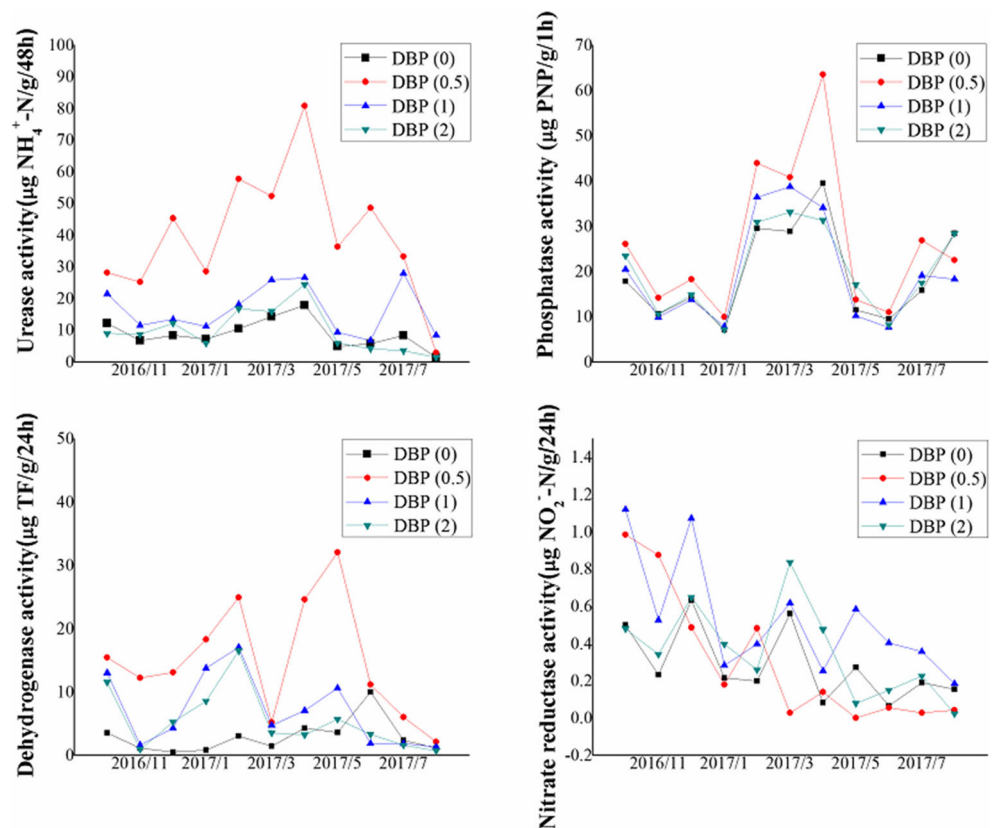 Urease activity(µg NH4+-N/g/48h)
100
90
80
70
60
50
40
30
20
10
0
DBP (0)
DBP (0.5)
DBP (1)
DBP (2)
2016/11 2017/1 2017/3 2017/5 2017/7
Phosphatase activity (µg PNP/g/1h)
70
60
50
40
30
20
10
0
DBP (0)
DBP (0.5)
DBP (1)
DBP (2)
2016/11 2017/1 2017/3 2017/5 2017/7
Dehydrogenase activity(µg TF/g/24h)
50
40
30
20
10
0
DBP (0)
DBP (0.5)
DBP (1)
DBP (2)
2016/11 2017/1 2017/3 2017/5 2017/7
Nitrate reductase activity(µg NO2--N/g/24h)
1.4
1.2
1.0
0.8
0.6
0.4
0.2
0.0
-0.2
DBP (0)
DBP (0.5)
DBP (1)
DBP (2)
2016/11 2017/1 2017/3 2017/5 2017/7